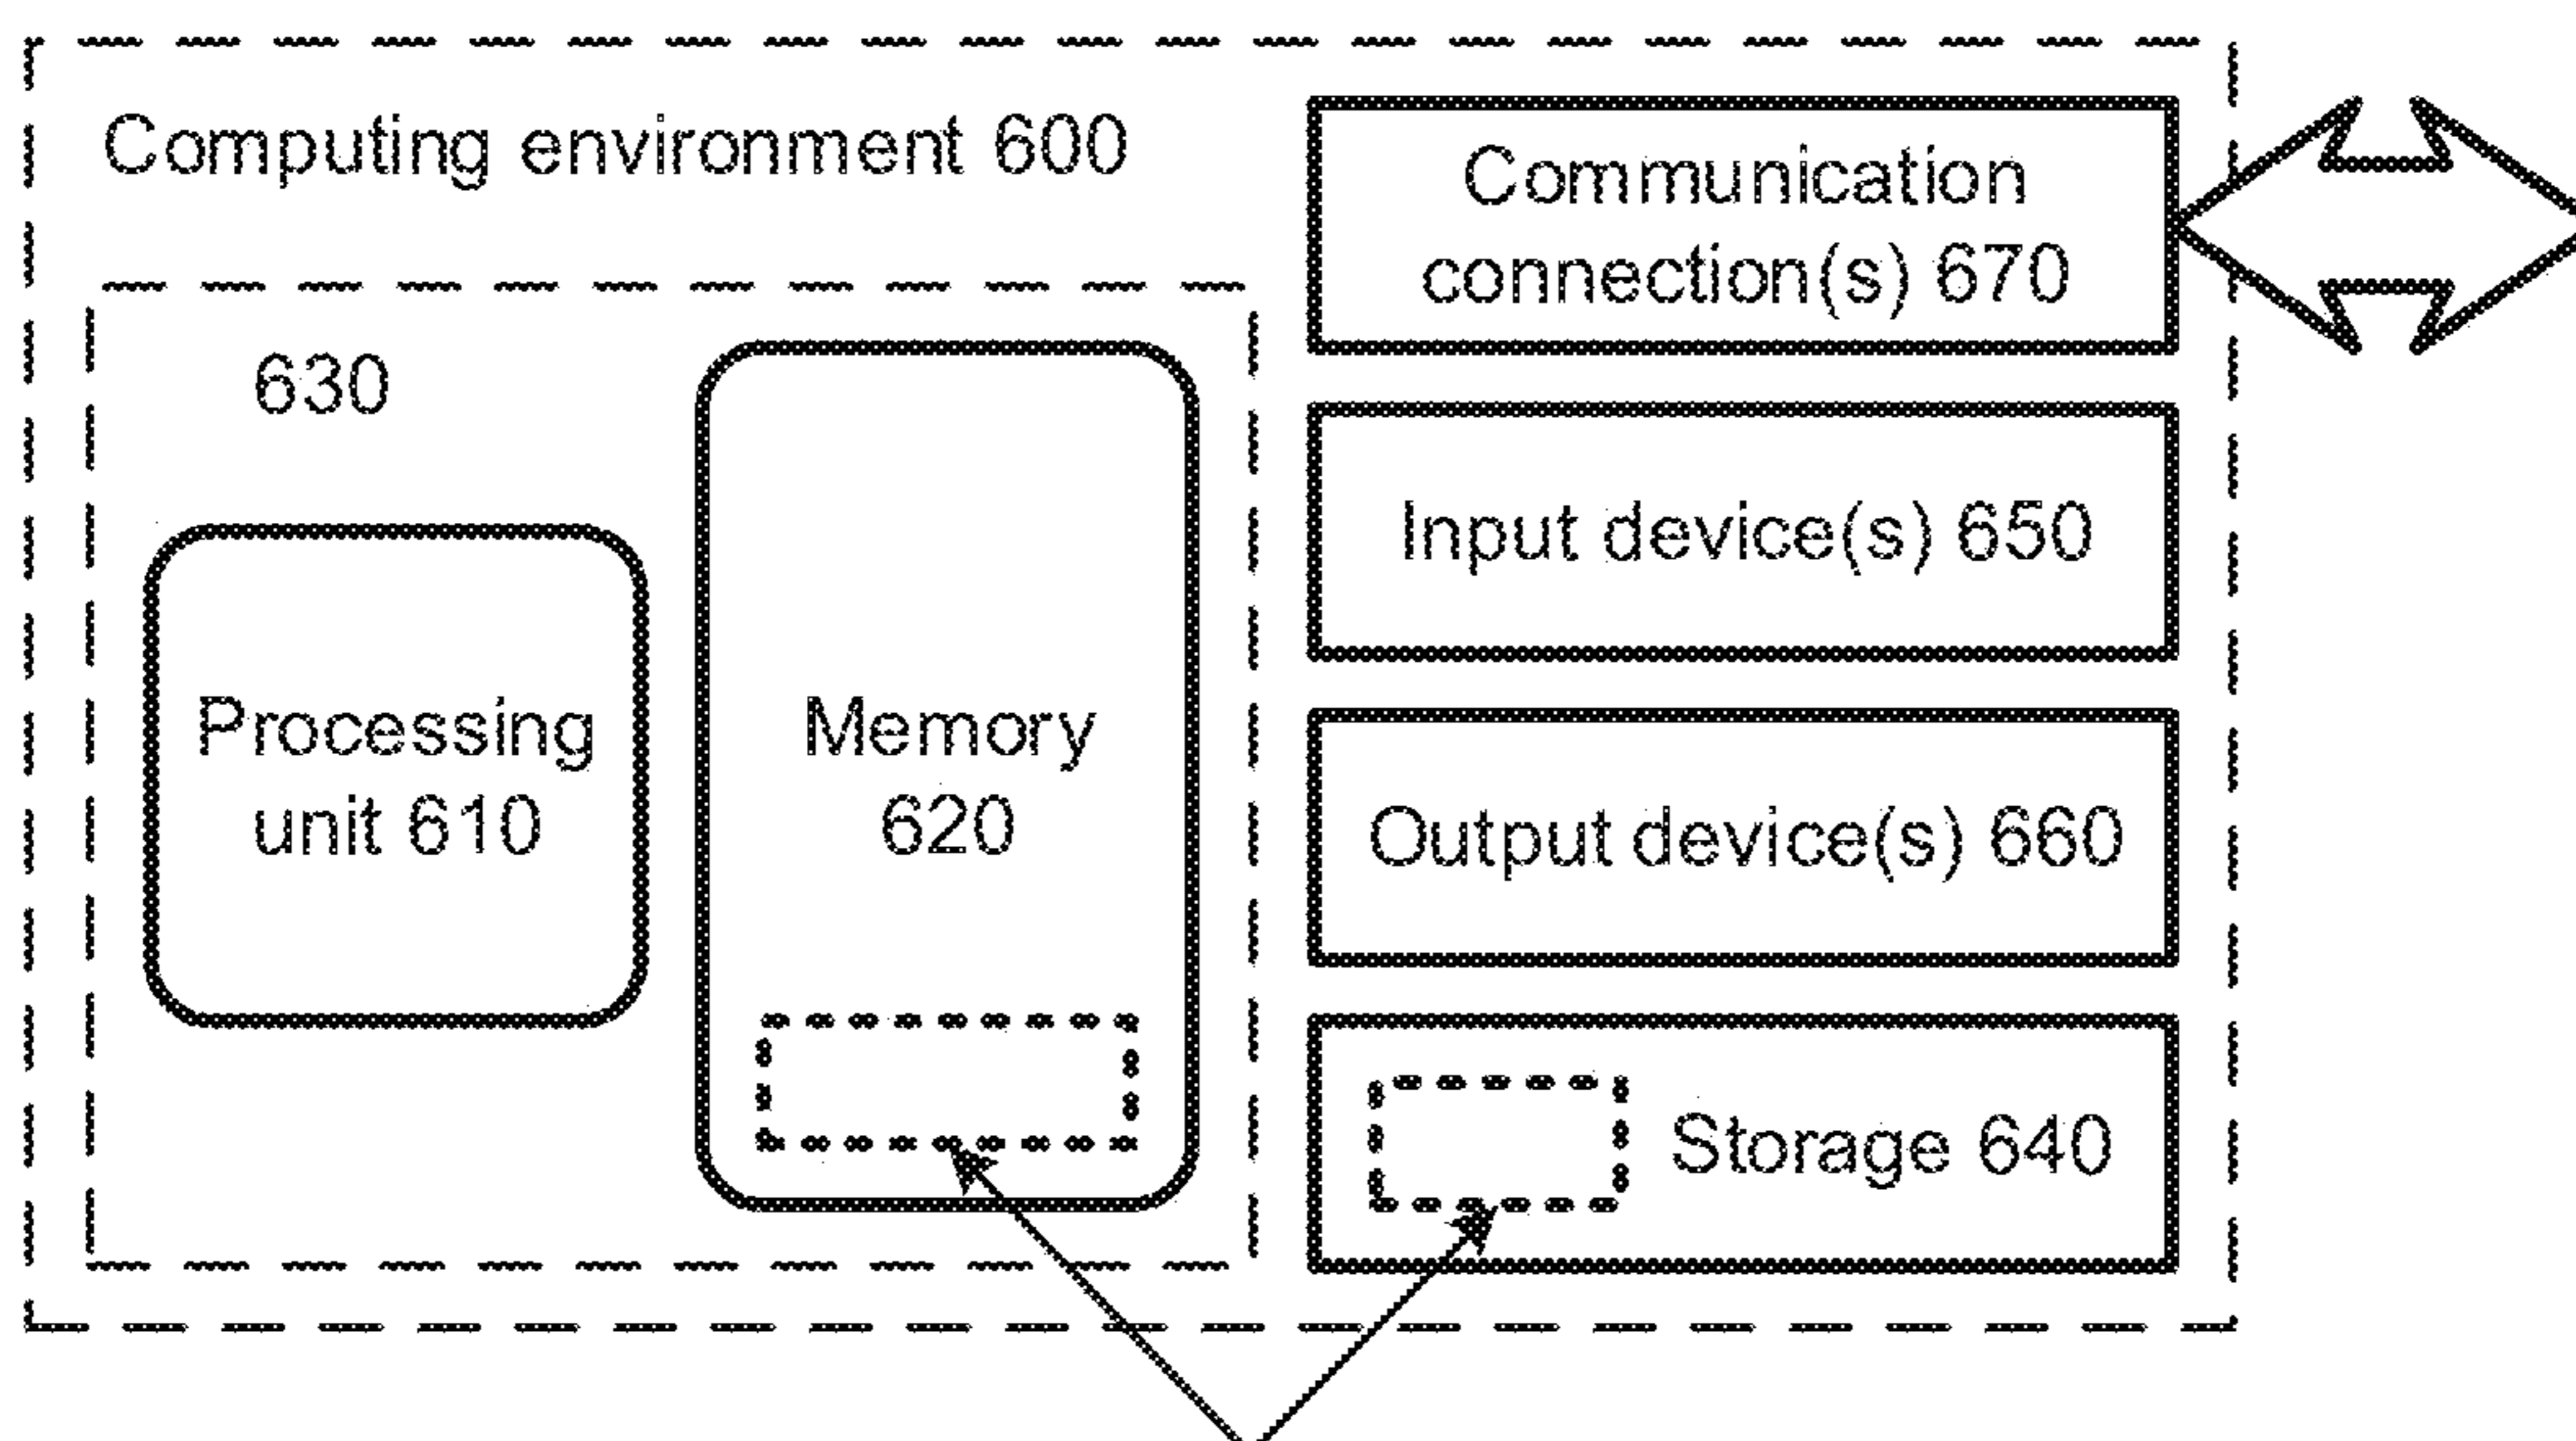 Computing environment 600
Communication
connection(s) 670
630
Input device(s) 650
Processing
unit 610
Memory
620
Output device(s) 660
Storage 640